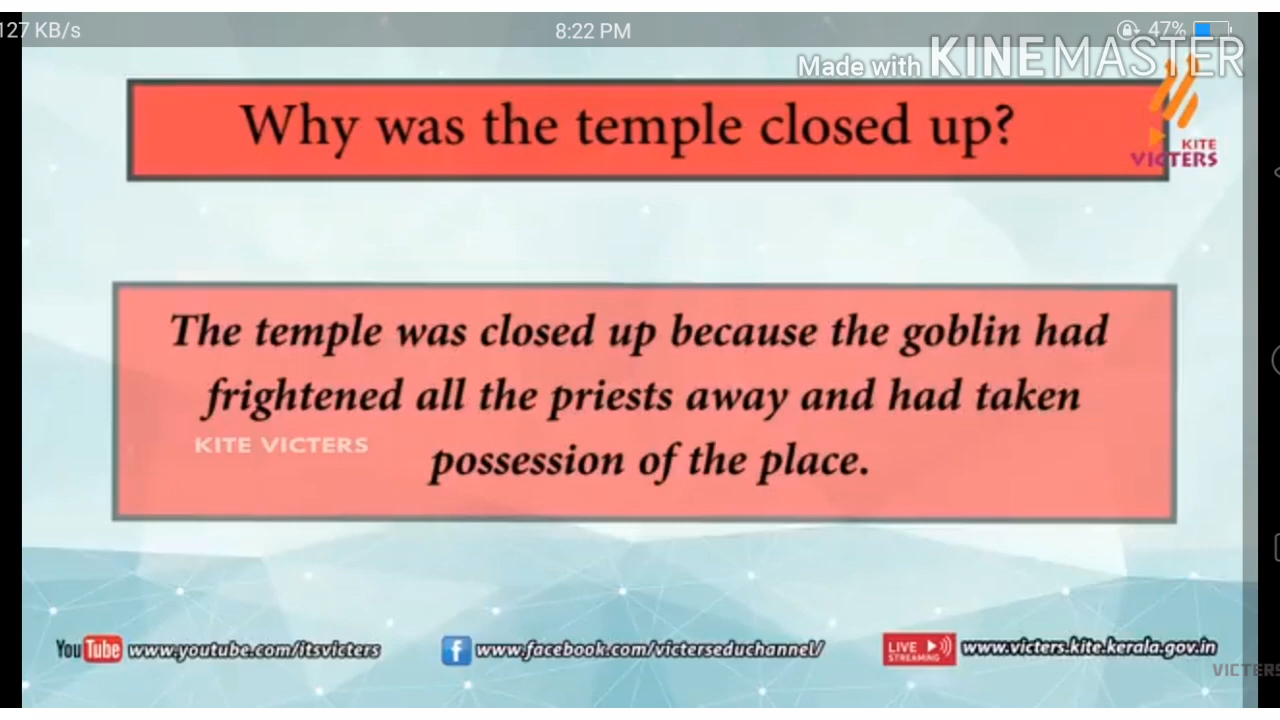 127 KB/s 8:22 PM 47%
Made with KINEMASTER
Why was the temple closed up?
KITE
VICTERS
The temple was closed up because the goblin had
frightened all the priests away and had taken
KITE VICTERS
possession of the place.
You Tube www.youtube.com/itsvicters f www.facebook.com/victerseduchannel/ LIVE STREAMING www.victers.kite.kerala.gov.in
VICTERS